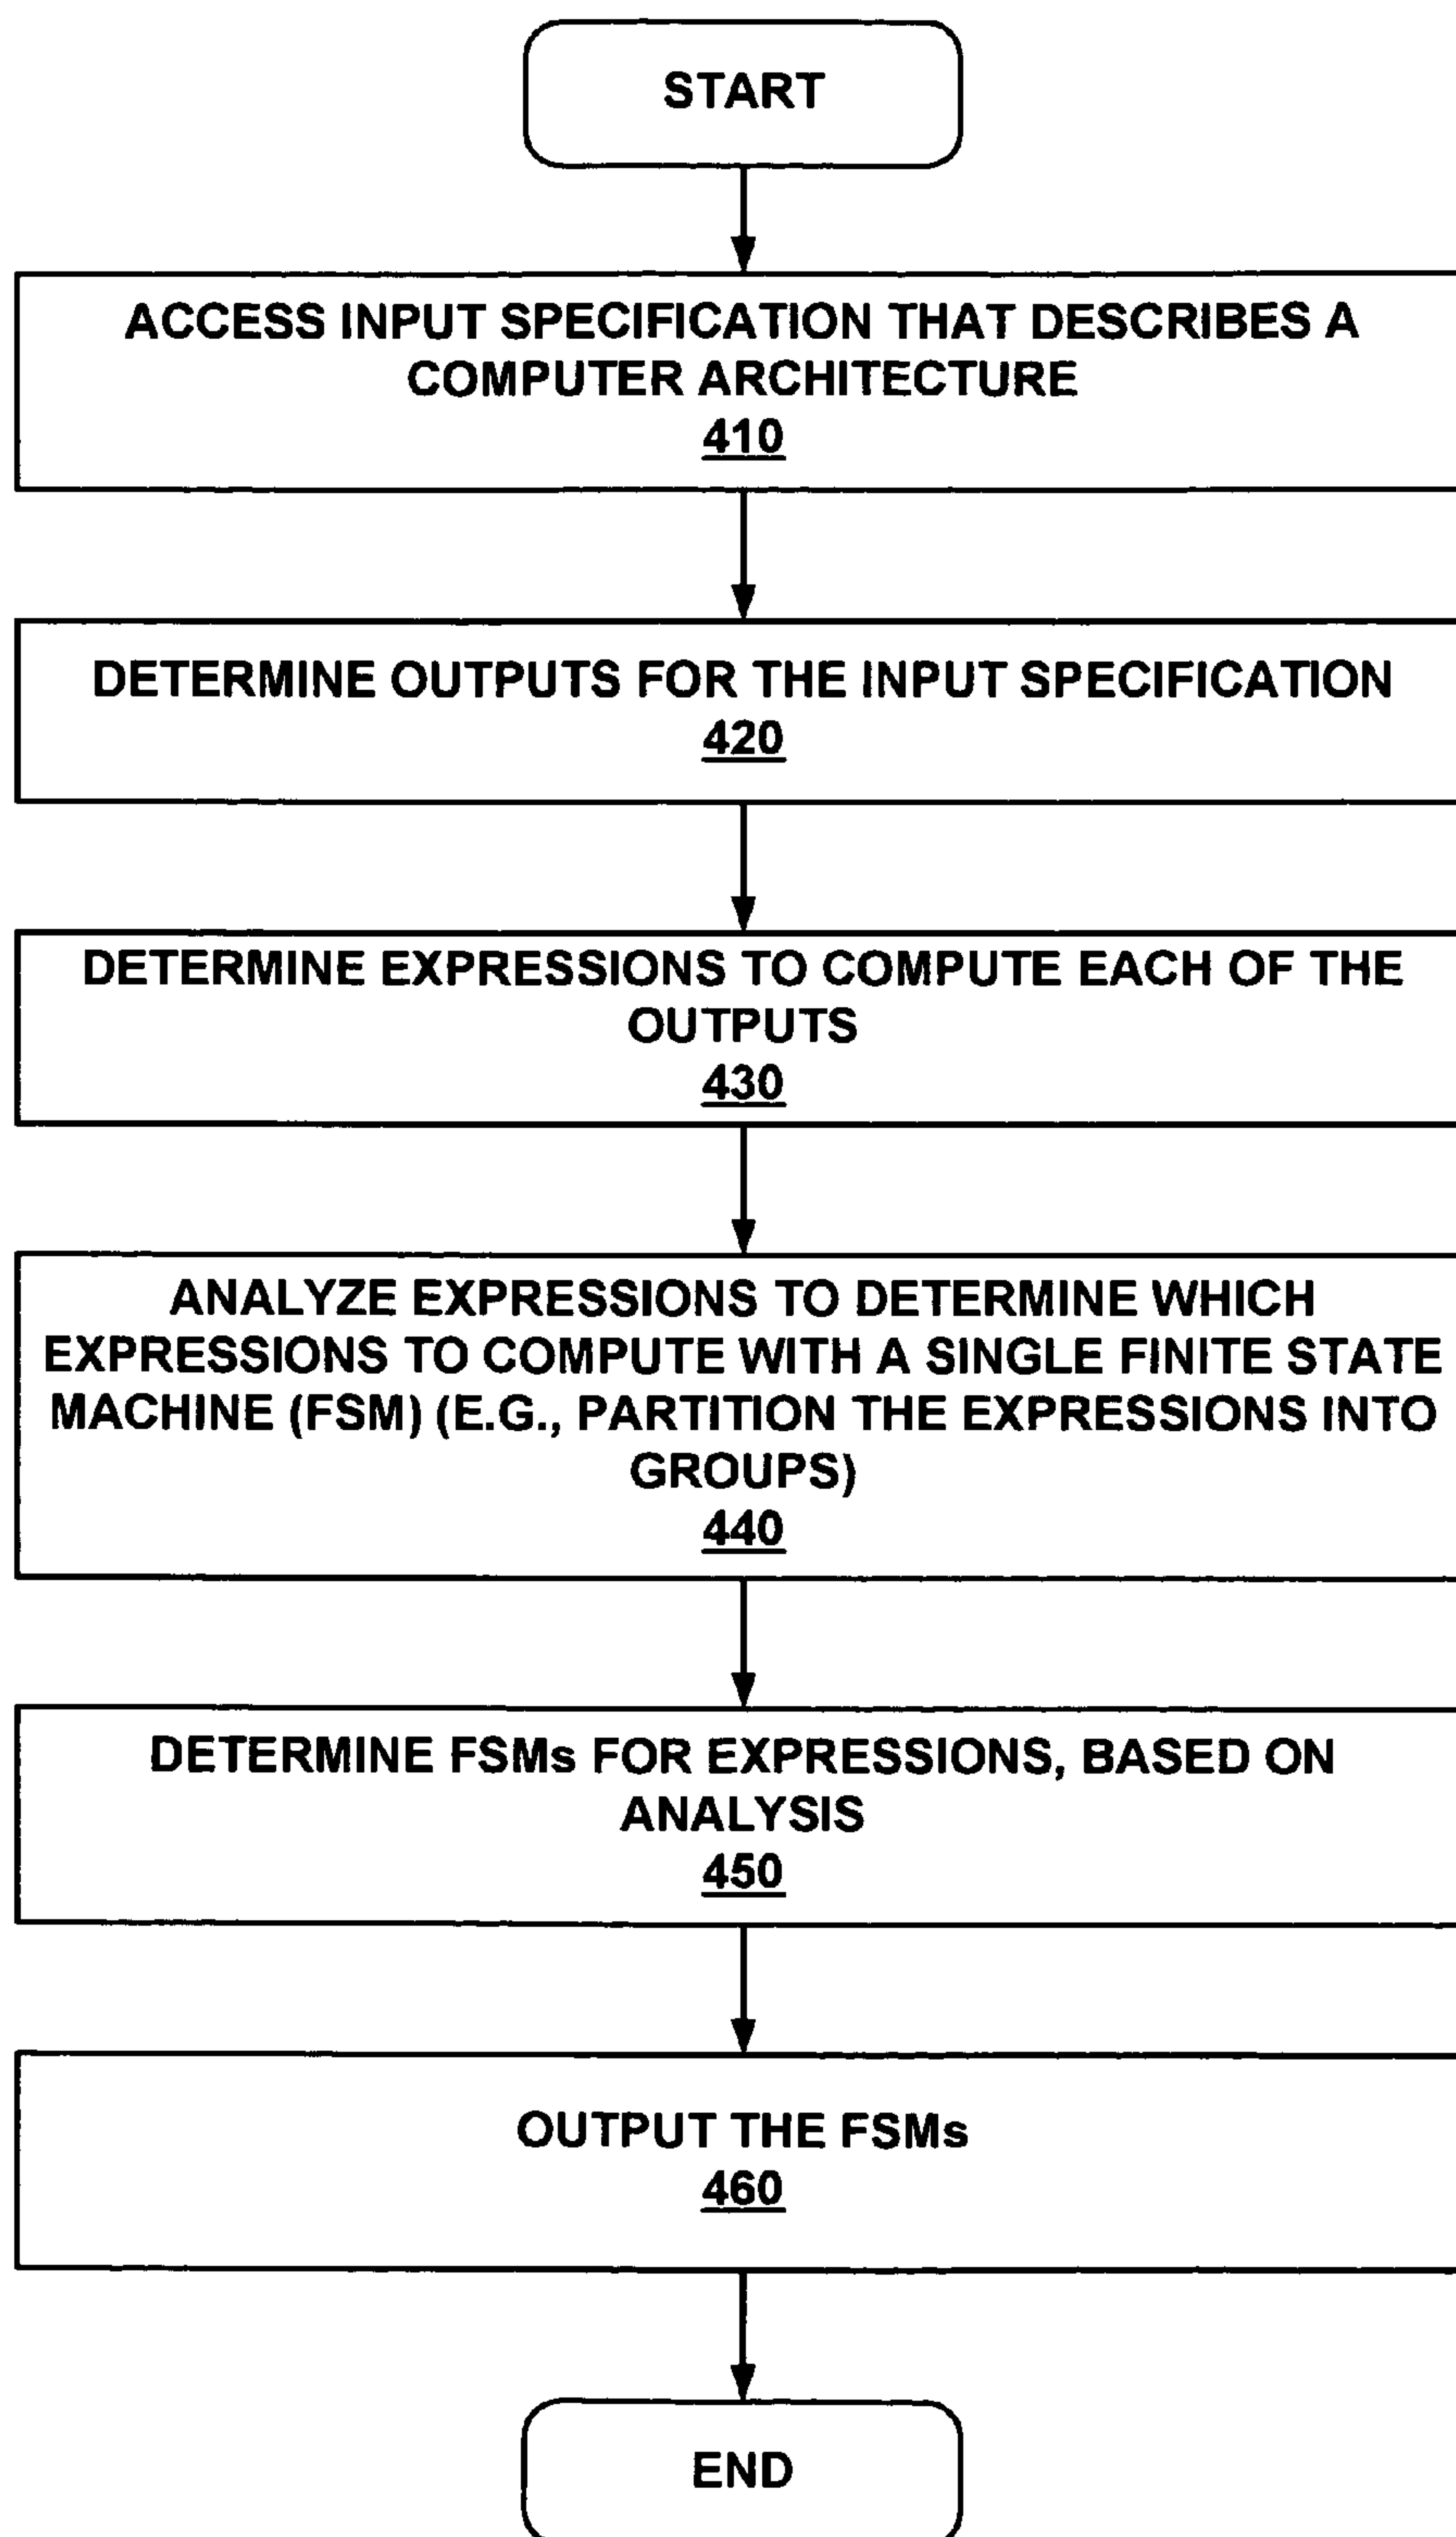 START
ACCESS INPUT SPECIFICATION THAT DESCRIBES A
COMPUTER ARCHITECTURE
410
DETERMINE OUTPUTS FOR THE INPUT SPECIFICATION
420
DETERMINE EXPRESSIONS TO COMPUTE EACH OF THE
OUTPUTS
430
ANALYZE EXPRESSIONS TO DETERMINE WHICH
EXPRESSIONS TO COMPUTE WITH A SINGLE FINITE STATE
MACHINE (FSM) (E.G., PARTITION THE EXPRESSIONS INTO
GROUPS)
440
DETERMINE FSMs FOR EXPRESSIONS, BASED ON
ANALYSIS
450
OUTPUT THE FSMs
460
END